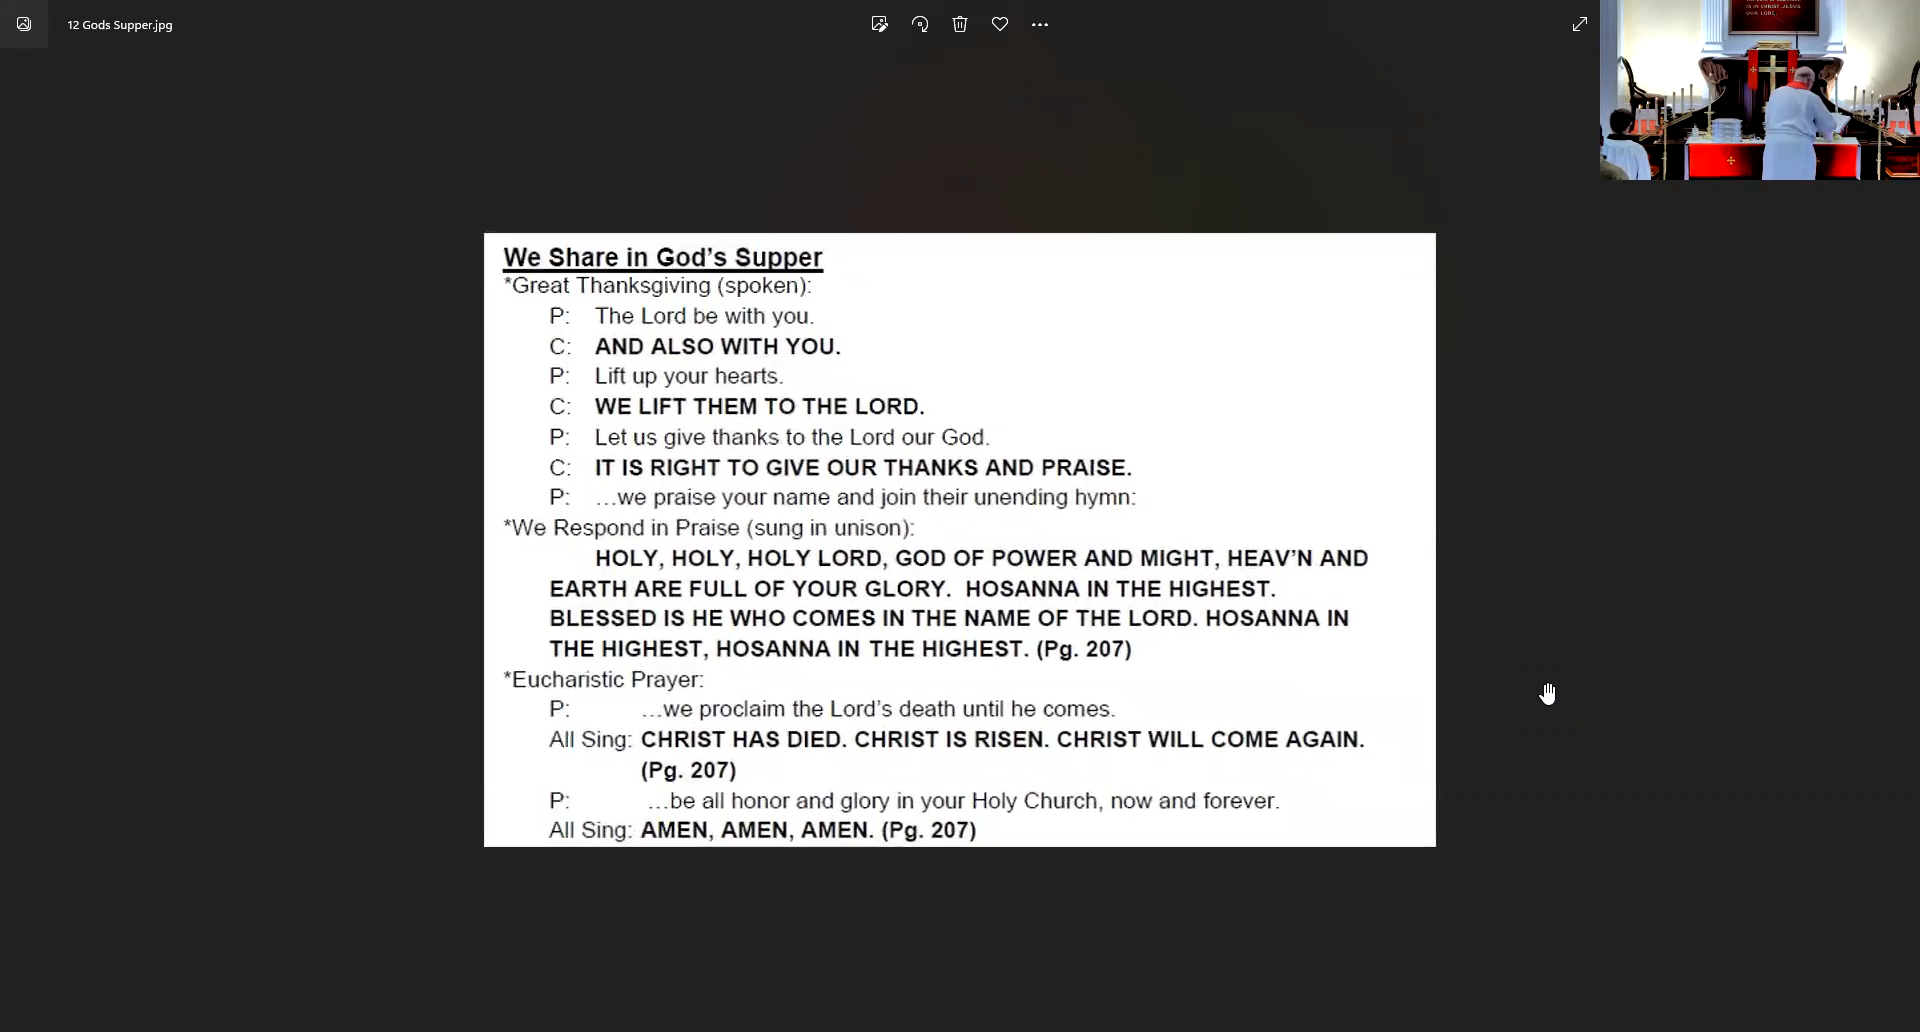 12 Gods Supper.jpg
IS IN CHRIST JESUS
OUR LORD.
We Share in God's Supper
*Great Thanksgiving (spoken):
P: The Lord be with you.
C: AND ALSO WITH YOU.
P: Lift up your hearts.
C: WE LIFT THEM TO THE LORD.
P: Let us give thanks to the Lord our God.
C: IT IS RIGHT TO GIVE OUR THANKS AND PRAISE.
P: …we praise your name and join their unending hymn:
*We Respond in Praise (sung in unison):
HOLY, HOLY, HOLY LORD, GOD OF POWER AND MIGHT, HEAV'N AND
EARTH ARE FULL OF YOUR GLORY. HOSANNA IN THE HIGHEST.
BLESSED IS HE WHO COMES IN THE NAME OF THE LORD. HOSANNA IN
THE HIGHEST, HOSANNA IN THE HIGHEST. (Pg. 207)
*Eucharistic Prayer:
P: …we proclaim the Lord's death until he comes.
All Sing: CHRIST HAS DIED. CHRIST IS RISEN. CHRIST WILL COME AGAIN.
(Pg. 207)
P: …be all honor and glory in your Holy Church, now and forever.
All Sing: AMEN, AMEN, AMEN. (Pg. 207)